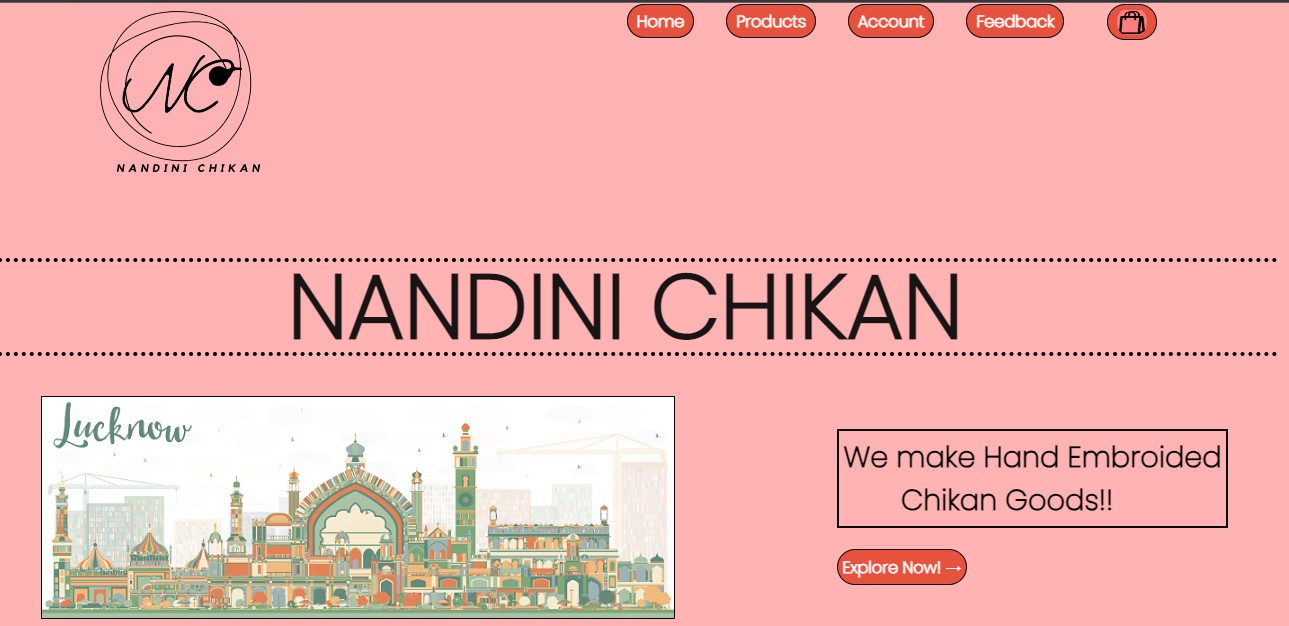 Home Products Account Feedback
NC
NANDINI CHIKAN
NANDINI CHIKAN
Lucknow
We make Hand Embroided
Chikan Goods!!
Explore Now! →